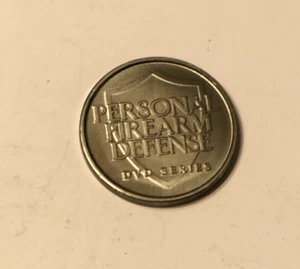 PERSONAL
FIREARM
DEFENSE
DVD SERIES